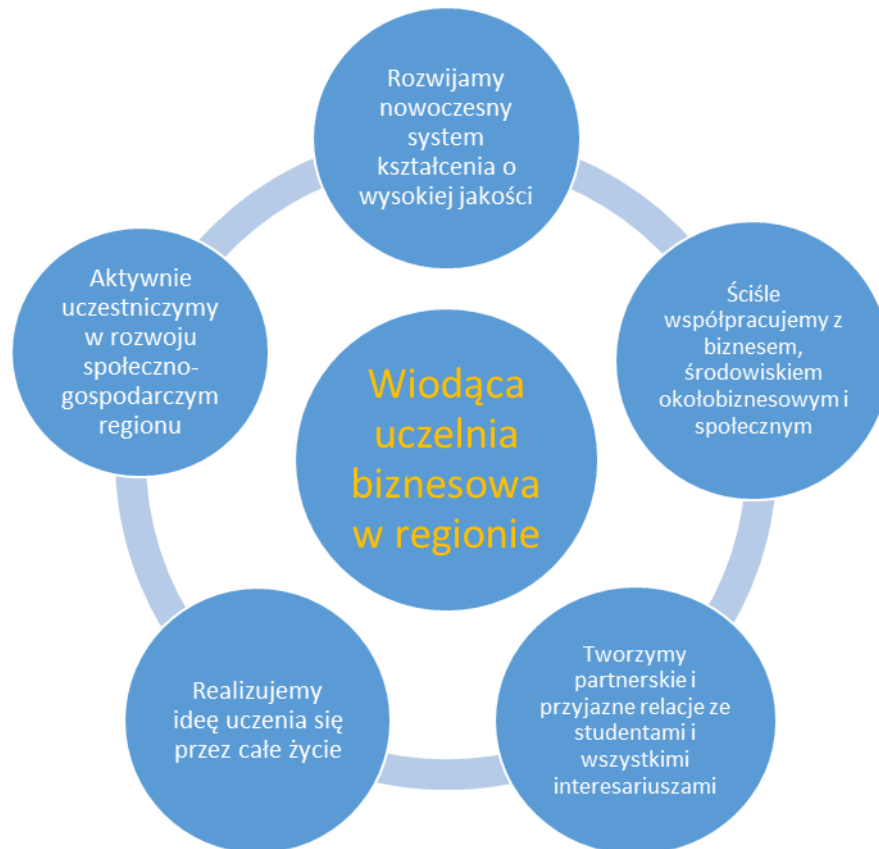 Rozwijamy
nowoczesny
system
kształcenia o
wysokiej jakości
Ściśle
współpracujemy z
biznesem,
środowiskiem
okołobiznesowym i
społecznym
Tworzymy
partnerskie i
przyjazne relacje ze
studentami i
wszystkimi
interesariuszami
Realizujemy
ideę uczenia się
przez całe życie
Aktywnie
uczestniczymy
w rozwoju
społeczno-
gospodarczym
regionu
Wiodąca
uczelnia
biznesowa
w regionie